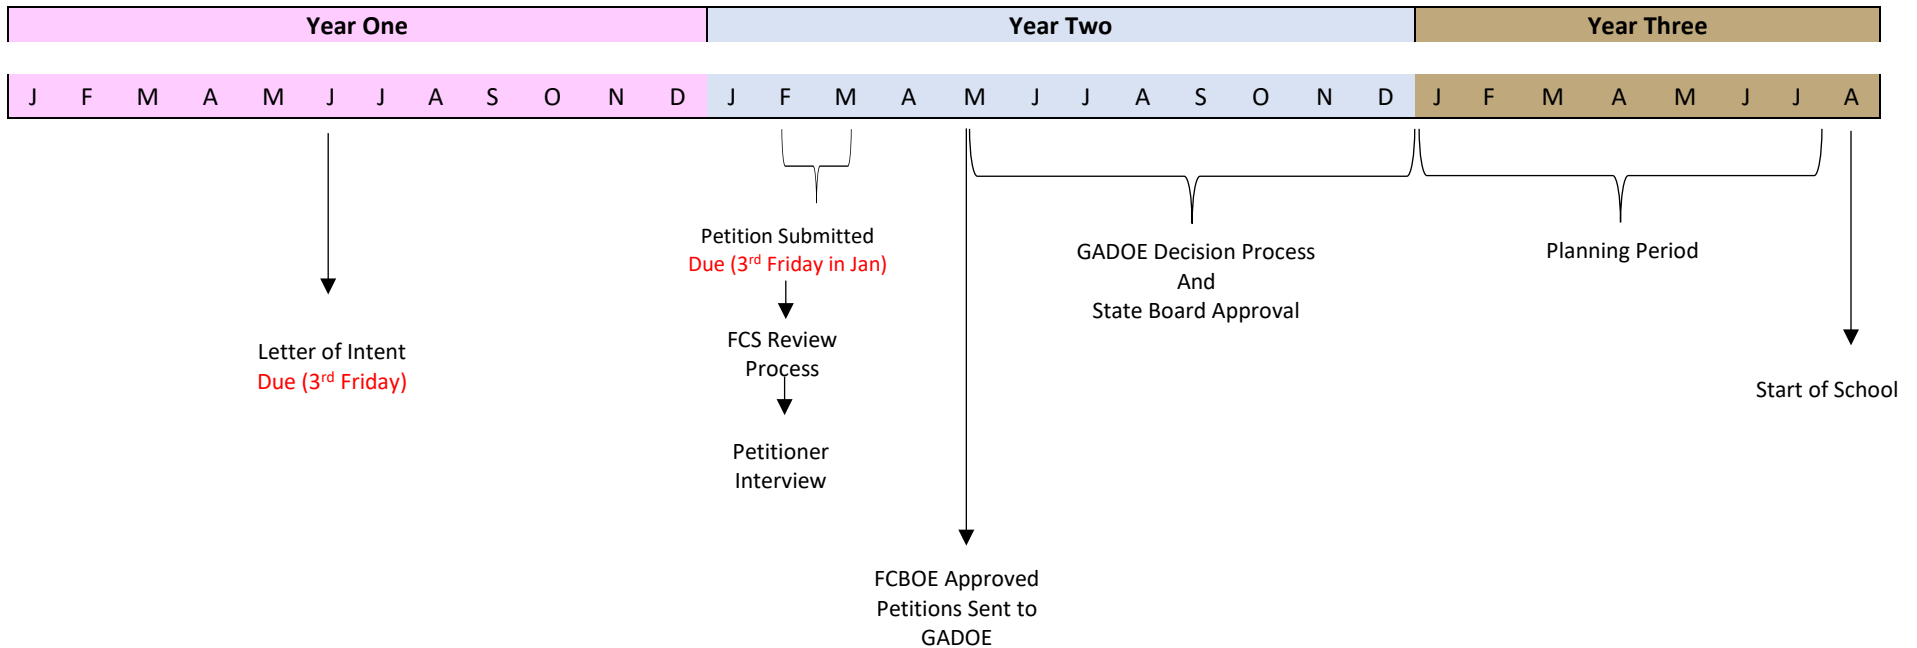 Year One Year Two Year Three
J F M A M J J A S O N D J F M A M J J A S O N D J F M A M J J A
Letter of Intent
Due (3rd Friday)
Petition Submitted
Due (3rd Friday in Jan)
FCS Review
Process
Petitioner
Interview
FCBOE Approved
Petitions Sent to
GADOE
GADOE Decision Process
And
State Board Approval
Planning Period
Start of School